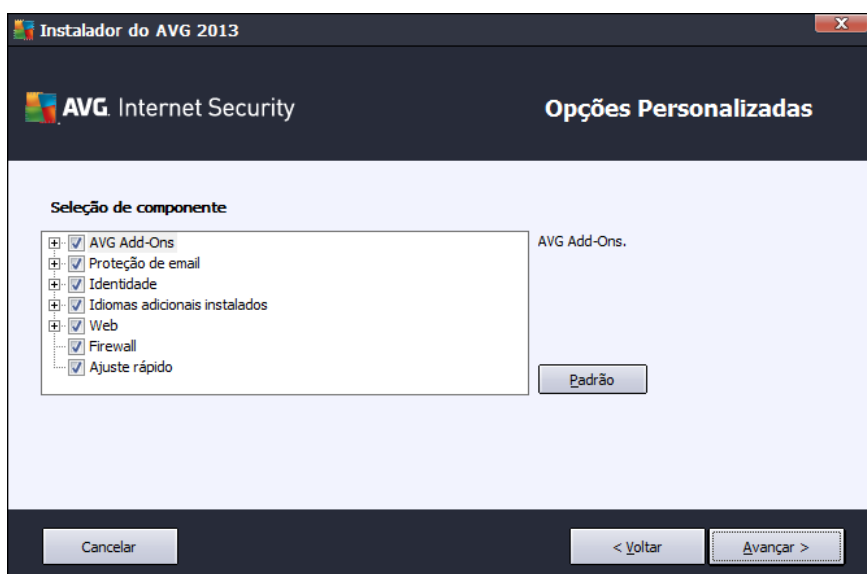 Instalador do AVG 2013
AVG. Internet Security
Opções Personalizadas
Seleção de componente
AVG Add-Ons
Proteção de email
Identidade
Idiomas adicionais instalados
Web
Firewall
Ajuste rápido
AVG Add-Ons.
Padrão
Cancelar
< Voltar
Avançar >